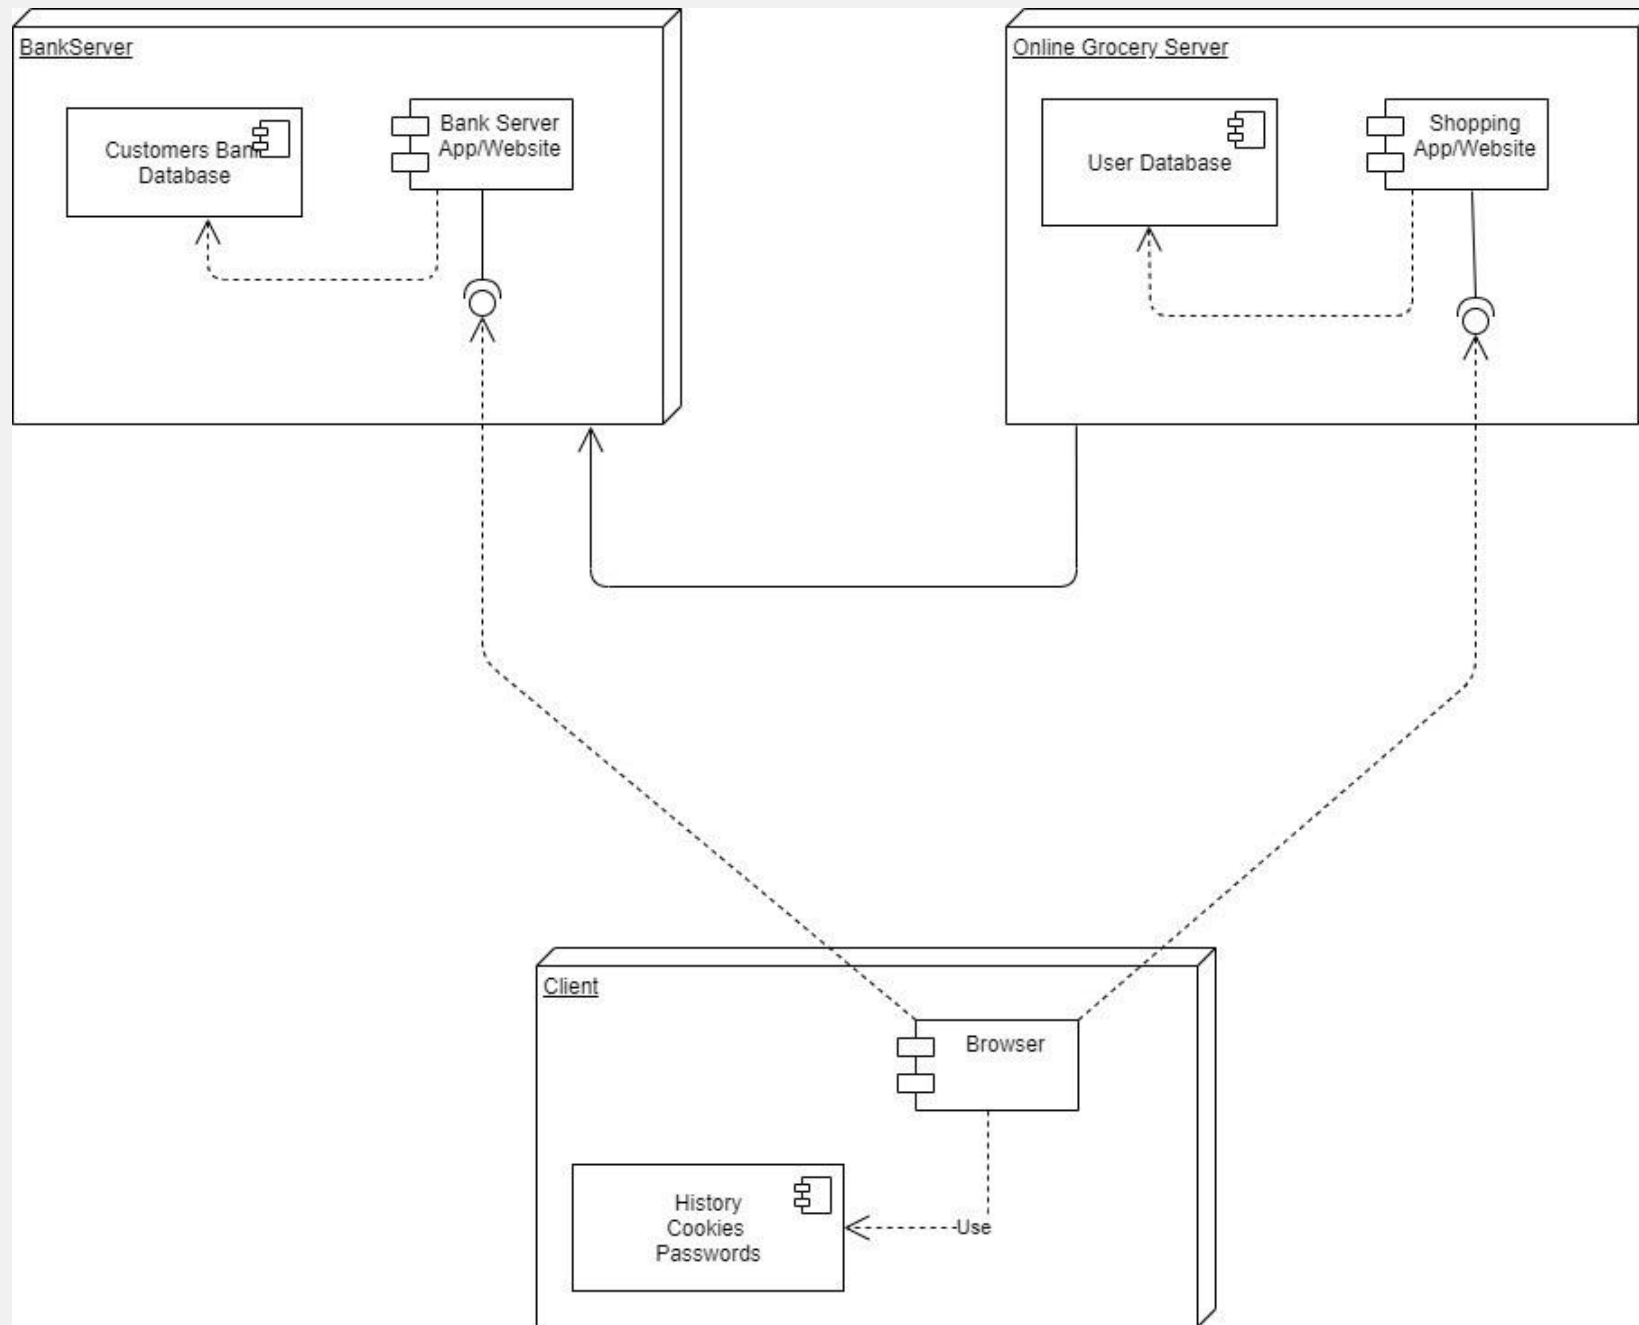 BankServer
Customers Ban
Database
Bank Server
App/Website
Online Grocery Server
User Database
Shopping
App/Website
Client
Browser
History
Cookies
Passwords
Use